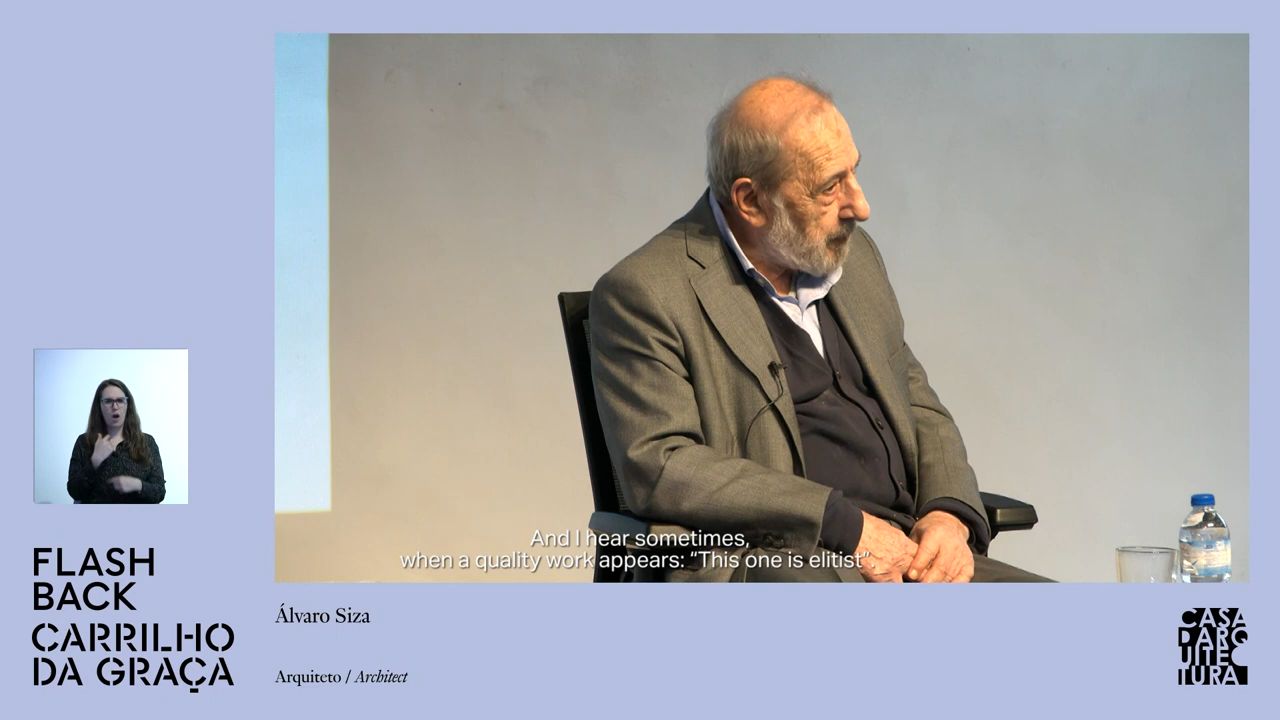 And I hear sometimes,
when a quality work appears: “This one is elitist”.
FLASH
BACK
CARRILHO
DA GRAÇA
Álvaro Siza
Arquiteto / Architect
CASA
DARQ
UITEC
TURA